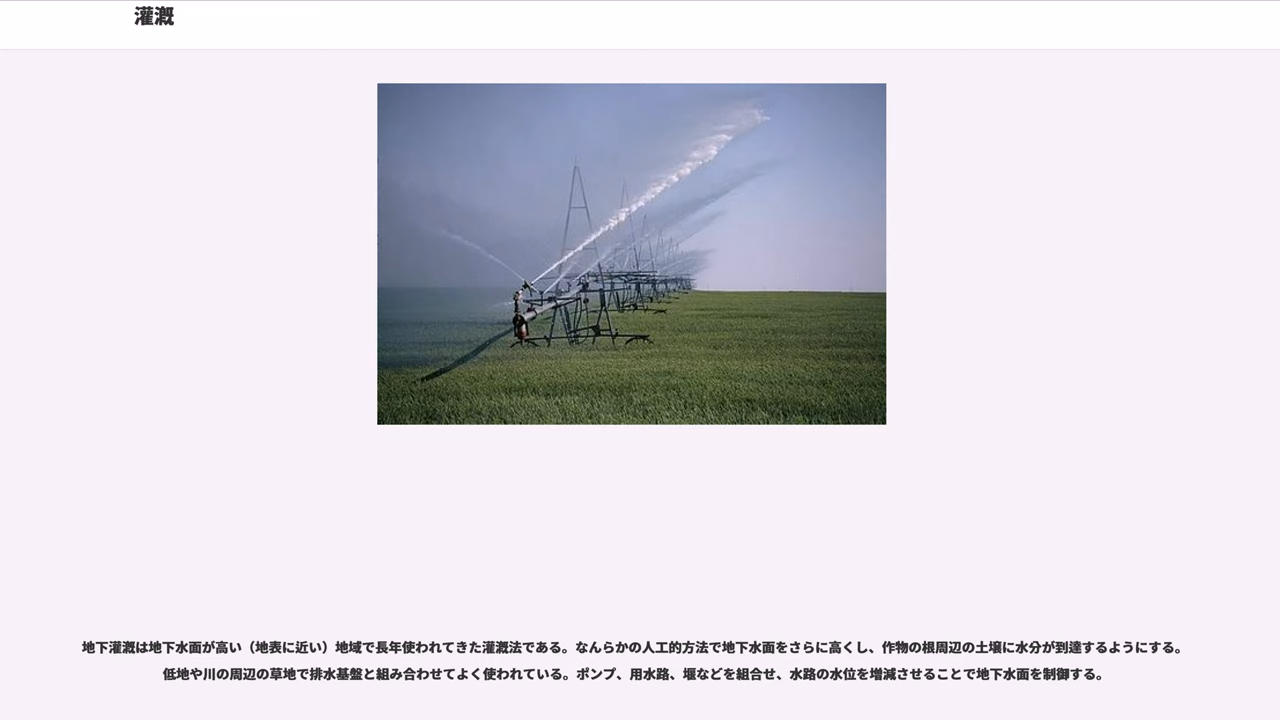 灌漑
地下灌漑は地下水面が高い（地表に近い）地域で長年使われてきた灌漑法である。なんらかの人工的方法で地下水面をさらに高くし、作物の根周辺の土壌に水分が到達するようにする。
低地や川の周辺の草地で排水基盤と組み合わせてよく使われている。ポンプ、用水路、堰などを組合せ、水路の水位を増減させることで地下水面を制御する。